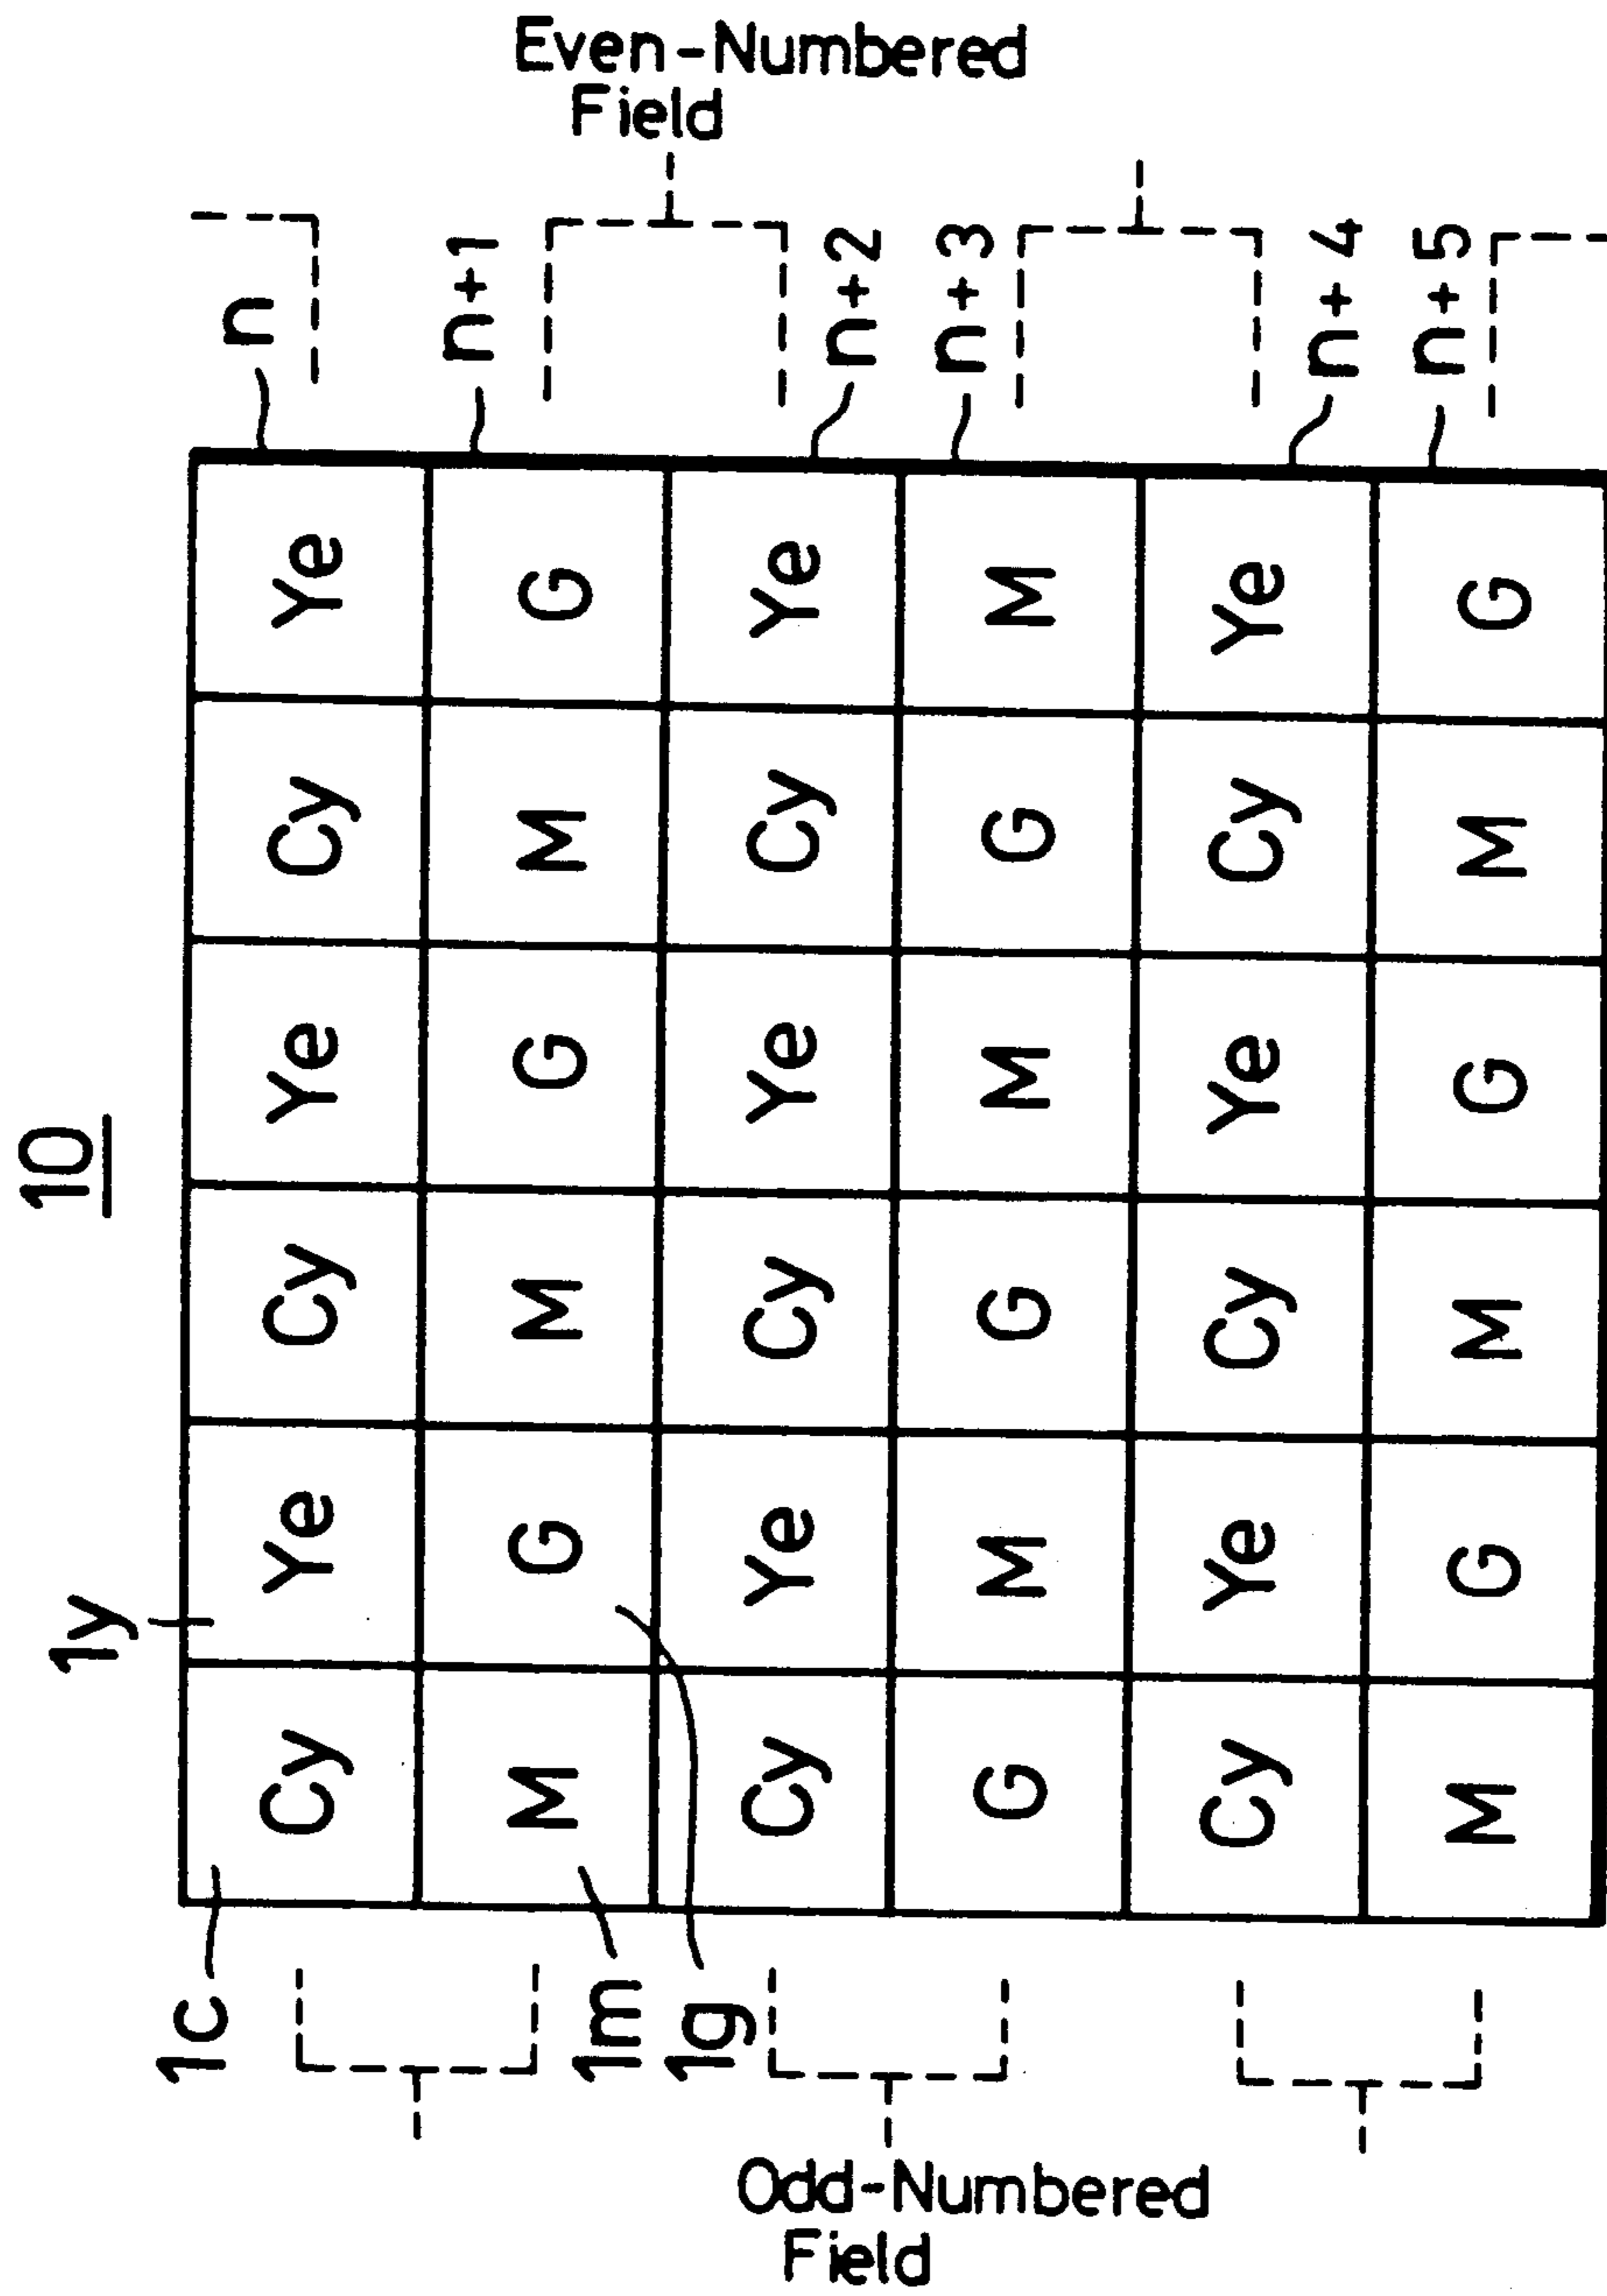 10
1y
1c
Cy Ye Cy Ye Cy Ye
n
M G M G M G
n+1
Even-Numbered
Field
1m
1g
Cy Ye Cy Ye Cy Ye
n+2
G M G M G M
n+3
Odd-Numbered
Field
Cy Ye Cy Ye Cy Ye
n+4
M G M G M G
n+5